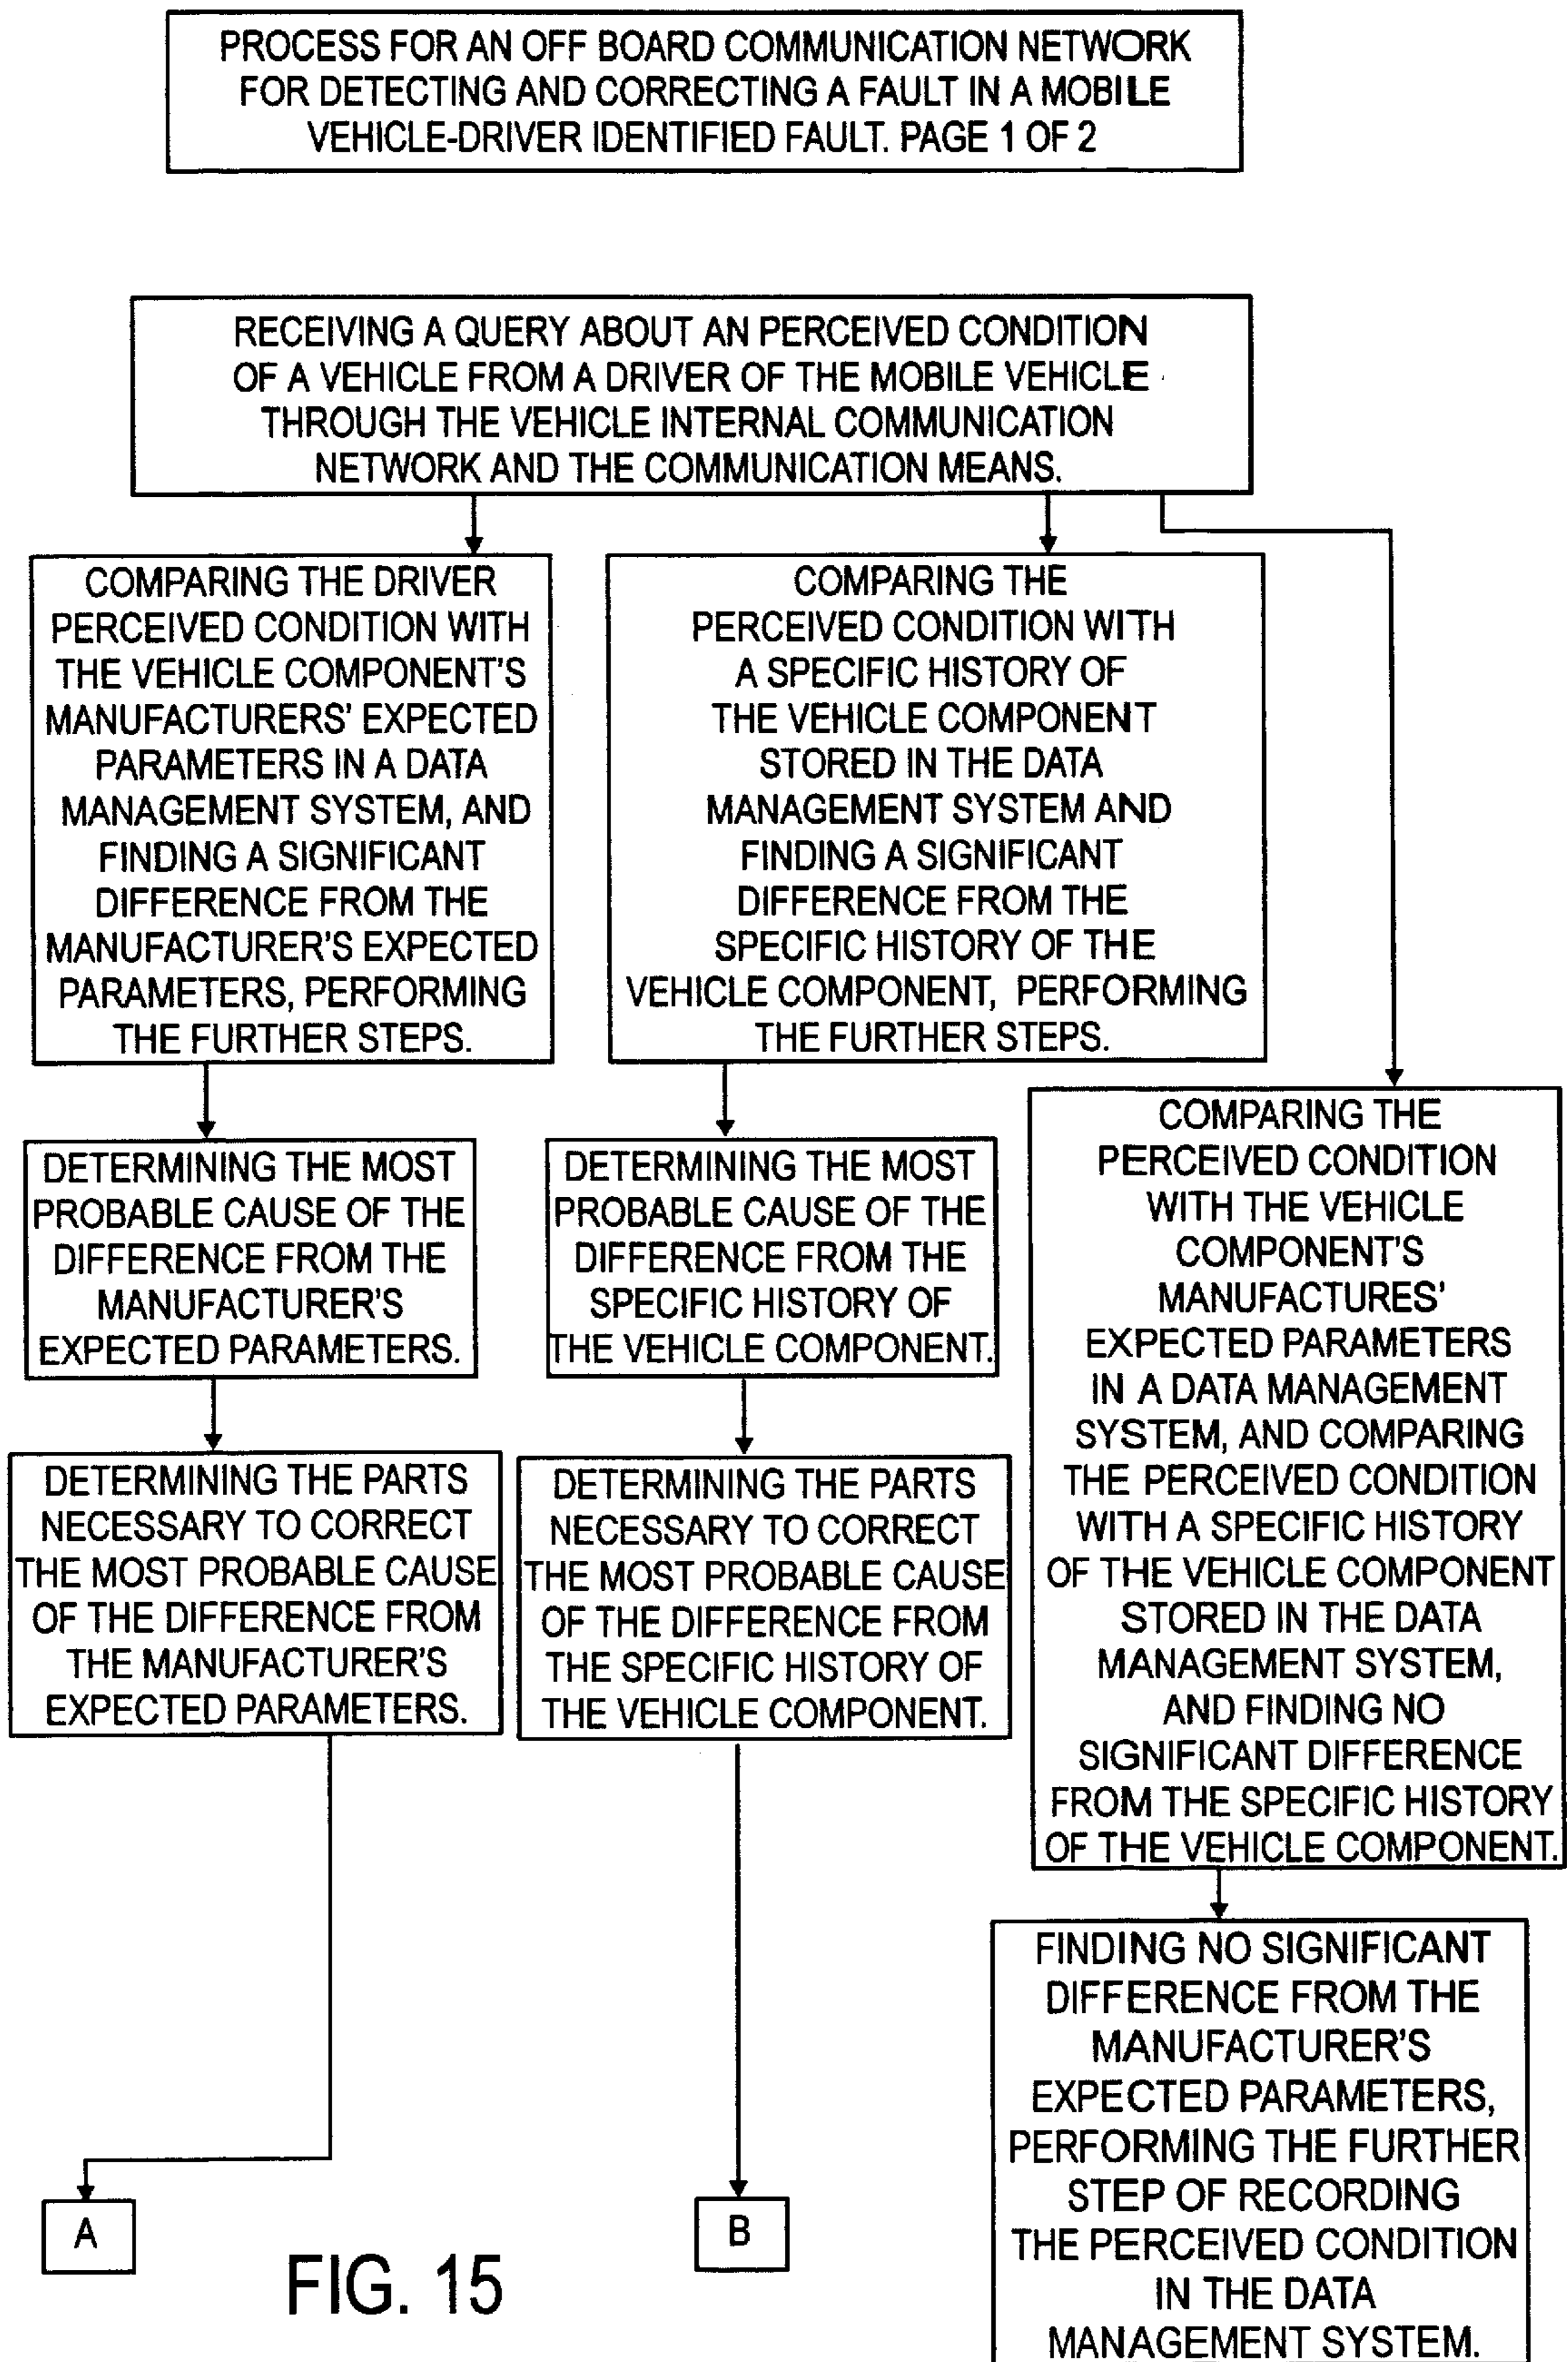 PROCESS FOR AN OFF BOARD COMMUNICATION NETWORK
FOR DETECTING AND CORRECTING A FAULT IN A MOBILE
VEHICLE-DRIVER IDENTIFIED FAULT. PAGE 1 OF 2
RECEIVING A QUERY ABOUT AN PERCEIVED CONDITION
OF A VEHICLE FROM A DRIVER OF THE MOBILE VEHICLE
THROUGH THE VEHICLE INTERNAL COMMUNICATION
NETWORK AND THE COMMUNICATION MEANS.
COMPARING THE DRIVER
PERCEIVED CONDITION WITH
THE VEHICLE COMPONENT'S
MANUFACTURERS' EXPECTED
PARAMETERS IN A DATA
MANAGEMENT SYSTEM, AND
FINDING A SIGNIFICANT
DIFFERENCE FROM THE
MANUFACTURER'S EXPECTED
PARAMETERS, PERFORMING
THE FURTHER STEPS.
COMPARING THE
PERCEIVED CONDITION WITH
A SPECIFIC HISTORY OF
THE VEHICLE COMPONENT
STORED IN THE DATA
MANAGEMENT SYSTEM AND
FINDING A SIGNIFICANT
DIFFERENCE FROM THE
SPECIFIC HISTORY OF THE
VEHICLE COMPONENT, PERFORMING
THE FURTHER STEPS.
DETERMINING THE MOST
PROBABLE CAUSE OF THE
DIFFERENCE FROM THE
MANUFACTURER'S
EXPECTED PARAMETERS.
DETERMINING THE MOST
PROBABLE CAUSE OF THE
DIFFERENCE FROM THE
SPECIFIC HISTORY OF
THE VEHICLE COMPONENT.
COMPARING THE
PERCEIVED CONDITION
WITH THE VEHICLE
COMPONENT'S
MANUFACTURES'
EXPECTED PARAMETERS
IN A DATA MANAGEMENT
SYSTEM, AND COMPARING
THE PERCEIVED CONDITION
WITH A SPECIFIC HISTORY
OF THE VEHICLE COMPONENT
STORED IN THE DATA
MANAGEMENT SYSTEM,
AND FINDING NO
SIGNIFICANT DIFFERENCE
FROM THE SPECIFIC HISTORY
OF THE VEHICLE COMPONENT.
DETERMINING THE PARTS
NECESSARY TO CORRECT
THE MOST PROBABLE CAUSE
OF THE DIFFERENCE FROM
THE MANUFACTURER'S
EXPECTED PARAMETERS.
DETERMINING THE PARTS
NECESSARY TO CORRECT
THE MOST PROBABLE CAUSE
OF THE DIFFERENCE FROM
THE SPECIFIC HISTORY OF
THE VEHICLE COMPONENT.
FINDING NO SIGNIFICANT
DIFFERENCE FROM THE
MANUFACTURER'S
EXPECTED PARAMETERS,
PERFORMING THE FURTHER
STEP OF RECORDING
THE PERCEIVED CONDITION
IN THE DATA
MANAGEMENT SYSTEM.
A
B
FIG. 15